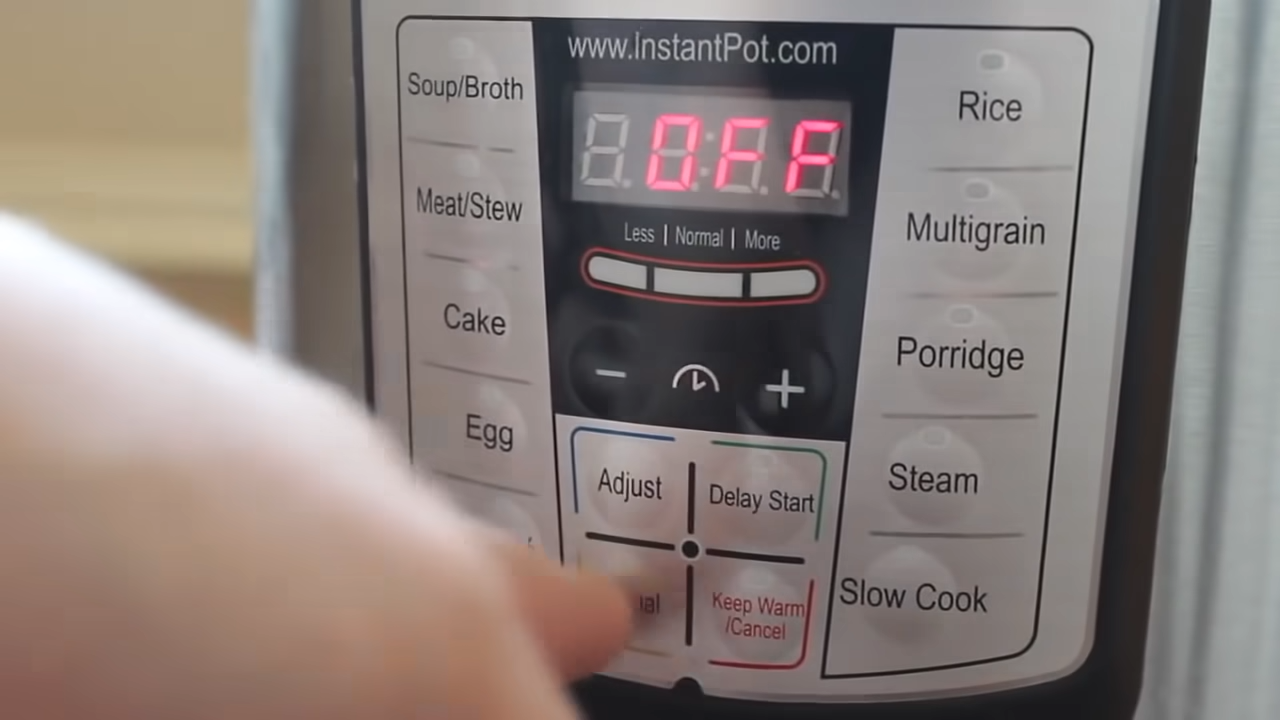 www.InstantPot.com
OFF
Less | Normal | More
Soup/Broth
Meat/Stew
Cake
Egg
Adjust
Delay Start
Keep Warm
/Cancel
Rice
Multigrain
Porridge
Steam
Slow Cook